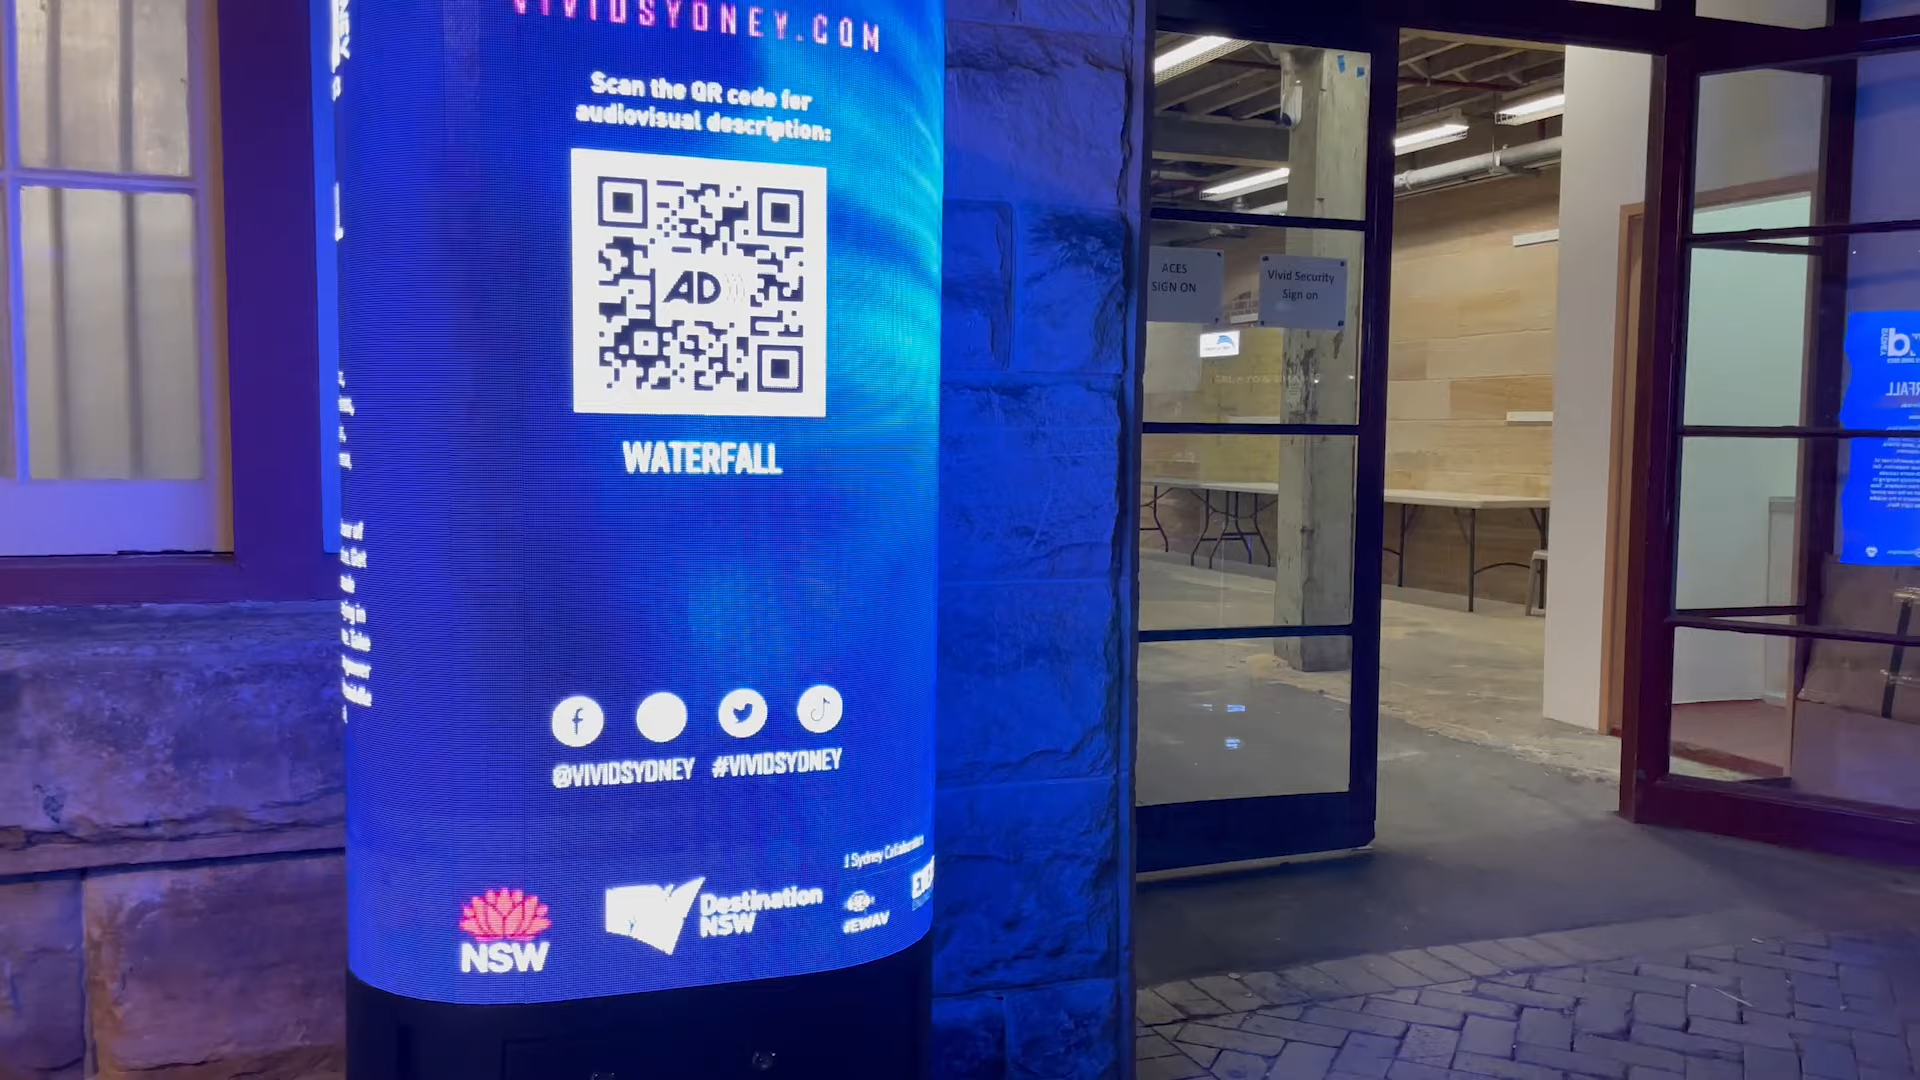 VIVIDSYDNEY.COM
Scan the QR code for
audiovisual description:
AD
WATERFALL
@VIVIDSYDNEY #VIVIDSYDNEY
NSW
Destination
NSW
Sydney
ACES
SIGN ON
Vivid Security
Sign on